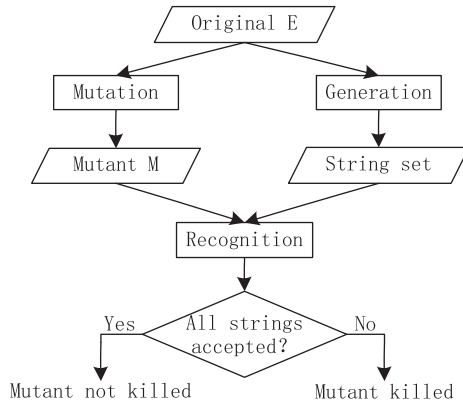 Original E
Mutation
Generation
Mutant M
String set
Recognition
Yes
All strings
accepted?
No
Mutant not killed
Mutant killed